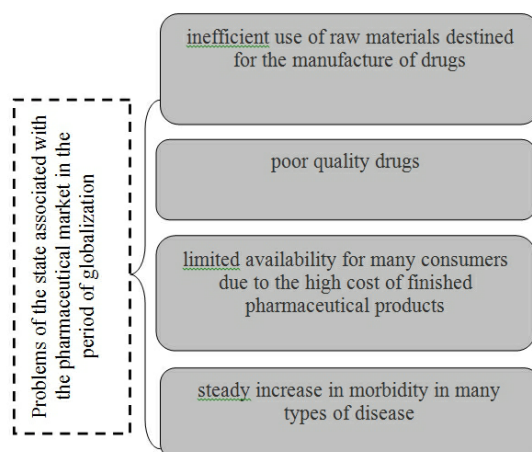 Problems of the state associated with
the pharmaceutical market in the
period of globalization
inefficient use of raw materials destined
for the manufacture of drugs
poor quality drugs
limited availability for many consumers
due to the high cost of finished
pharmaceutical products
steady increase in morbidity in many
types of disease